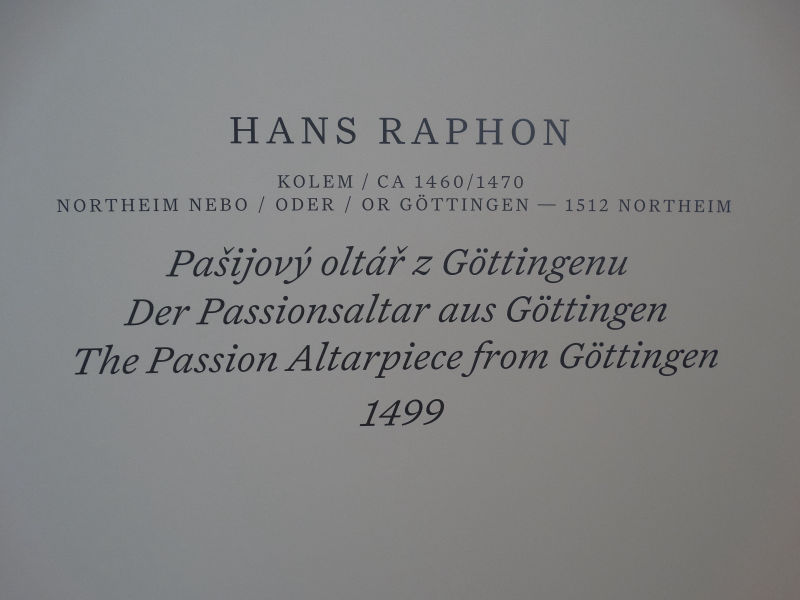 HANS RAPHON
KOLEM / CA 1460/1470
NORTHEIM NEBO / ODER / OR GÖTTINGEN — 1512 NORTHEIM
Pašijový oltář z Göttingenu
Der Passionsaltar aus Göttingen
The Passion Altarpiece from Göttingen
1499